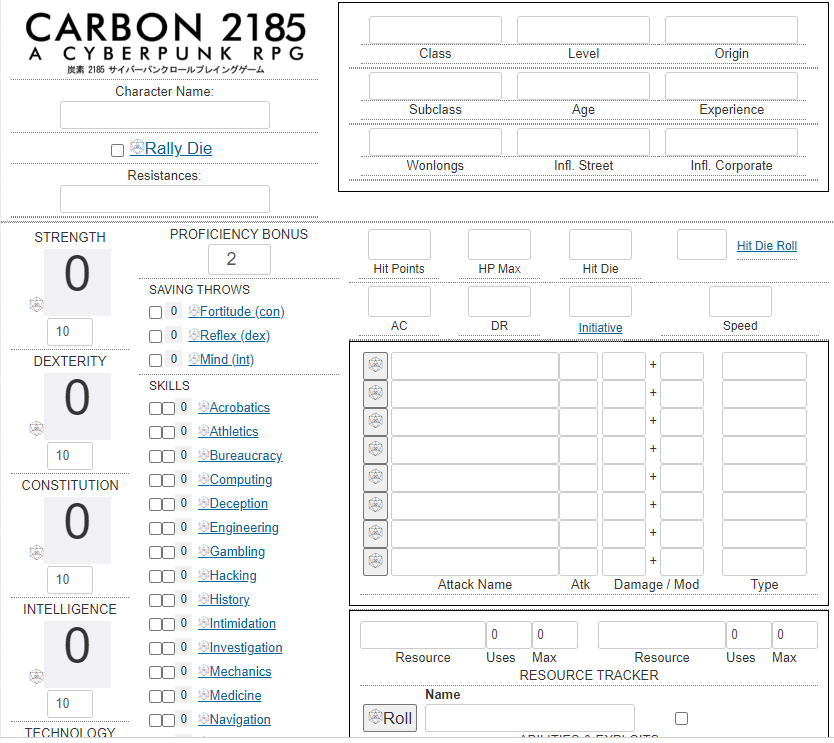 CARBON 2185
A CYBERPUNK RPG
炭素 2185 サイバーパンクロールプレイングゲーム
Character Name:
Rally Die
Resistances:
Class Level Origin
Subclass Age Experience
Wonlongs Infl. Street Infl. Corporate
STRENGTH
0
10
DEXTERITY
0
10
CONSTITUTION
0
10
INTELLIGENCE
0
10
TECHNOLOGY
PROFICIENCY BONUS
2
SAVING THROWS
0 Fortitude (con)
0 Reflex (dex)
0 Mind (int)
SKILLS
0 Acrobatics
0 Athletics
0 Bureaucracy
0 Computing
0 Deception
0 Engineering
0 Gambling
0 Hacking
0 History
0 Intimidation
0 Investigation
0 Mechanics
0 Medicine
0 Navigation
Hit Die Roll
Hit Points HP Max Hit Die
AC DR Initiative Speed
+
+
+
+
+
+
+
+
Attack Name Atk Damage / Mod Type
0 0 0 0
Resource Uses Max Resource Uses Max
RESOURCE TRACKER
Name
Roll
ABILITIES & EXPLOITS